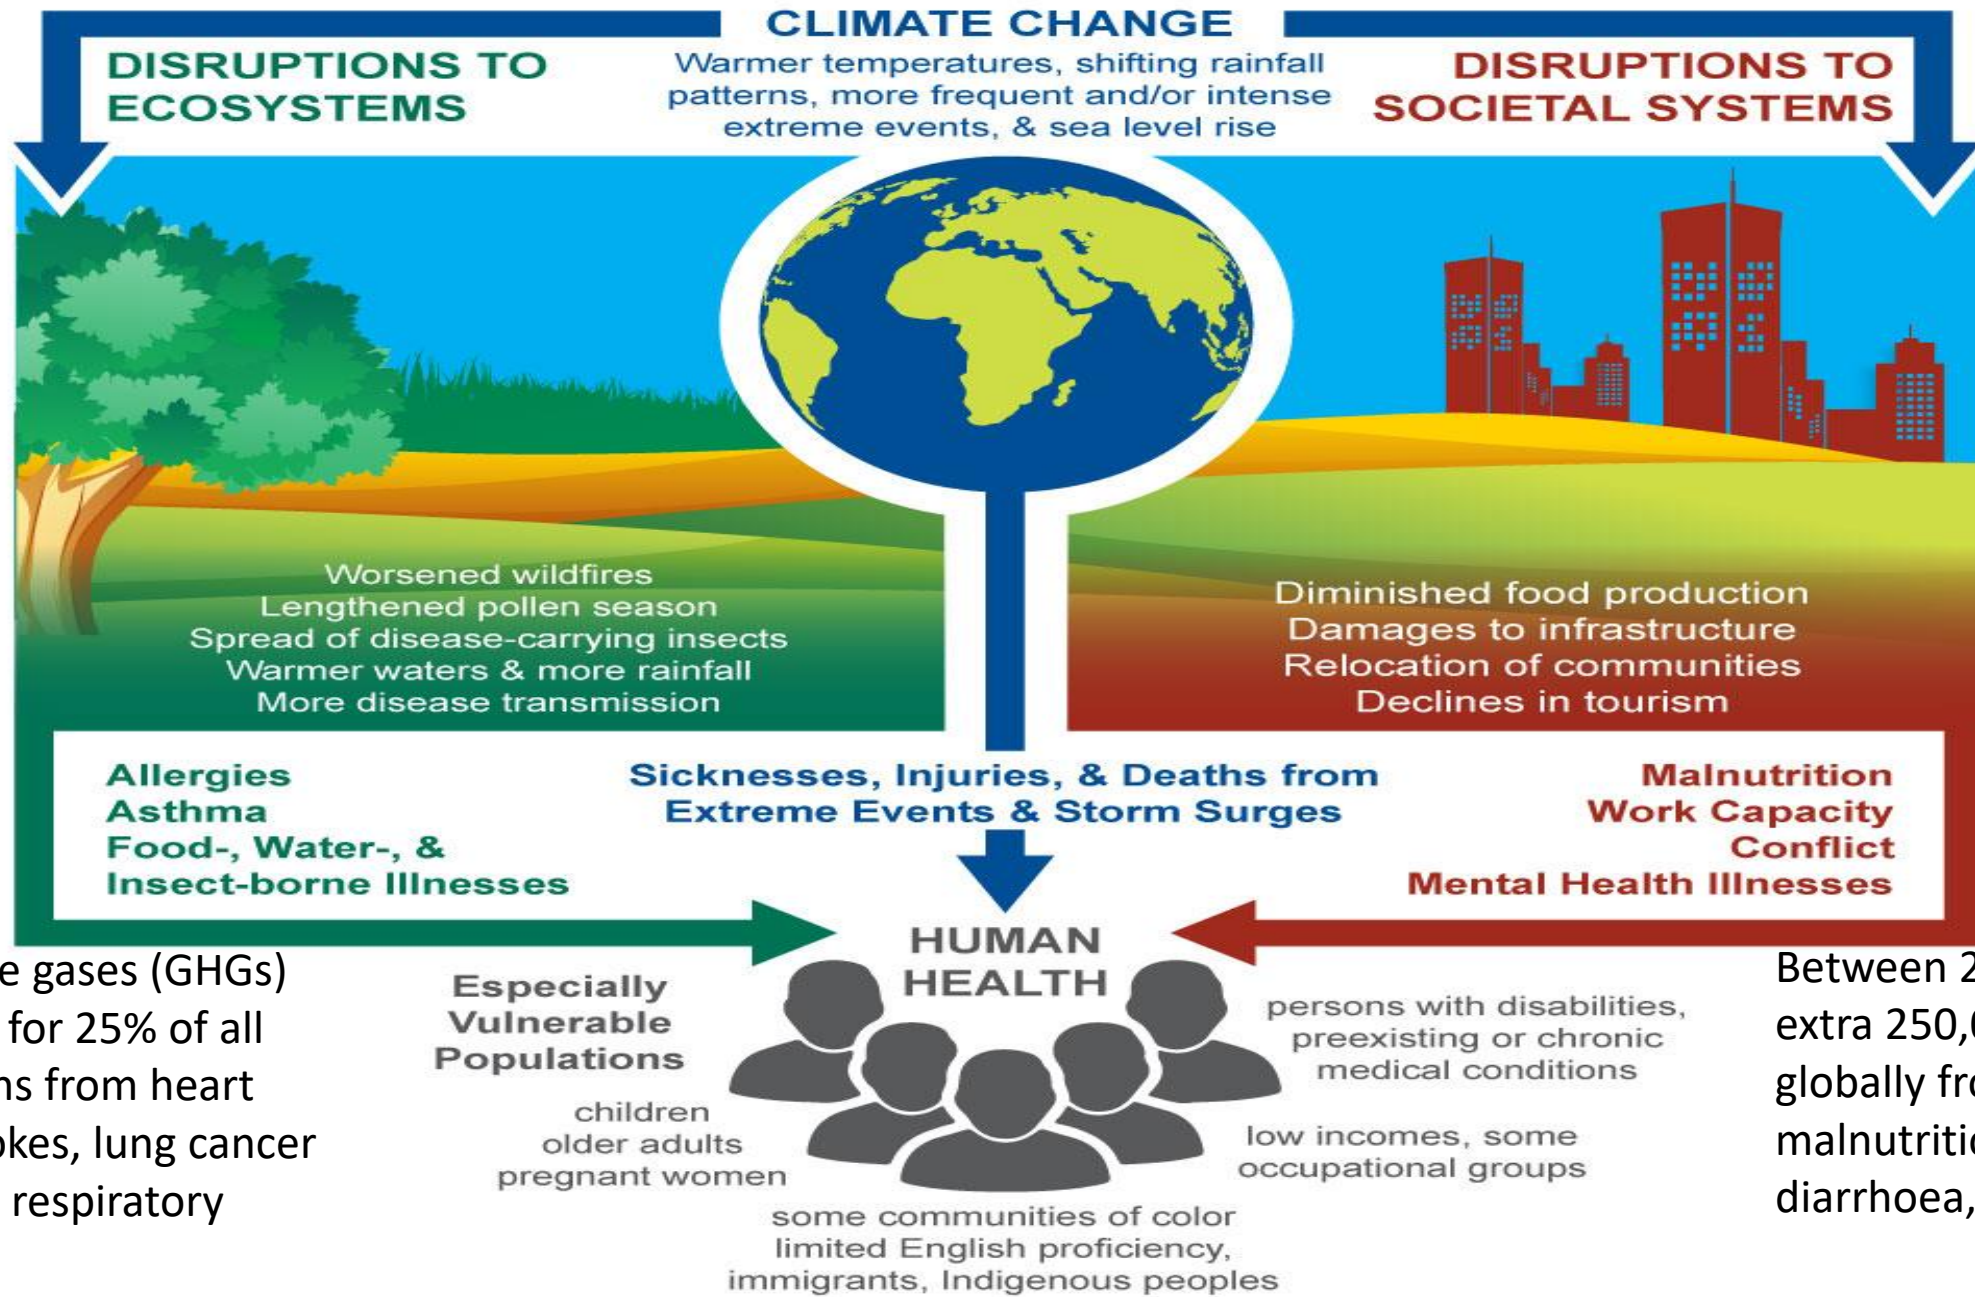 CLIMATE CHANGE
Warmer temperatures, shifting rainfall
patterns, more frequent and/or intense
extreme events, & sea level rise
DISRUPTIONS TO
ECOSYSTEMS
DISRUPTIONS TO
SOCIETAL SYSTEMS
Worsened wildfires
Lengthened pollen season
Spread of disease-carrying insects
Warmer waters & more rainfall
More disease transmission
Diminished food production
Damages to infrastructure
Relocation of communities
Declines in tourism
Allergies
Asthma
Food-, Water-, &
Insect-borne Illnesses
Sicknesses, Injuries, & Deaths from
Extreme Events & Storm Surges
Malnutrition
Work Capacity
Conflict
Mental Health Illnesses
HUMAN
HEALTH
gases (GHGs)
for 25% of all
from heart
lung cancer
respiratory
Especially
Vulnerable
Populations
children
older adults
pregnant women
persons with disabilities,
preexisting or chronic
medical conditions
low incomes, some
occupational groups
some communities of color
limited English proficiency,
immigrants, Indigenous peoples
Between
extra
globally
diarrhoea,